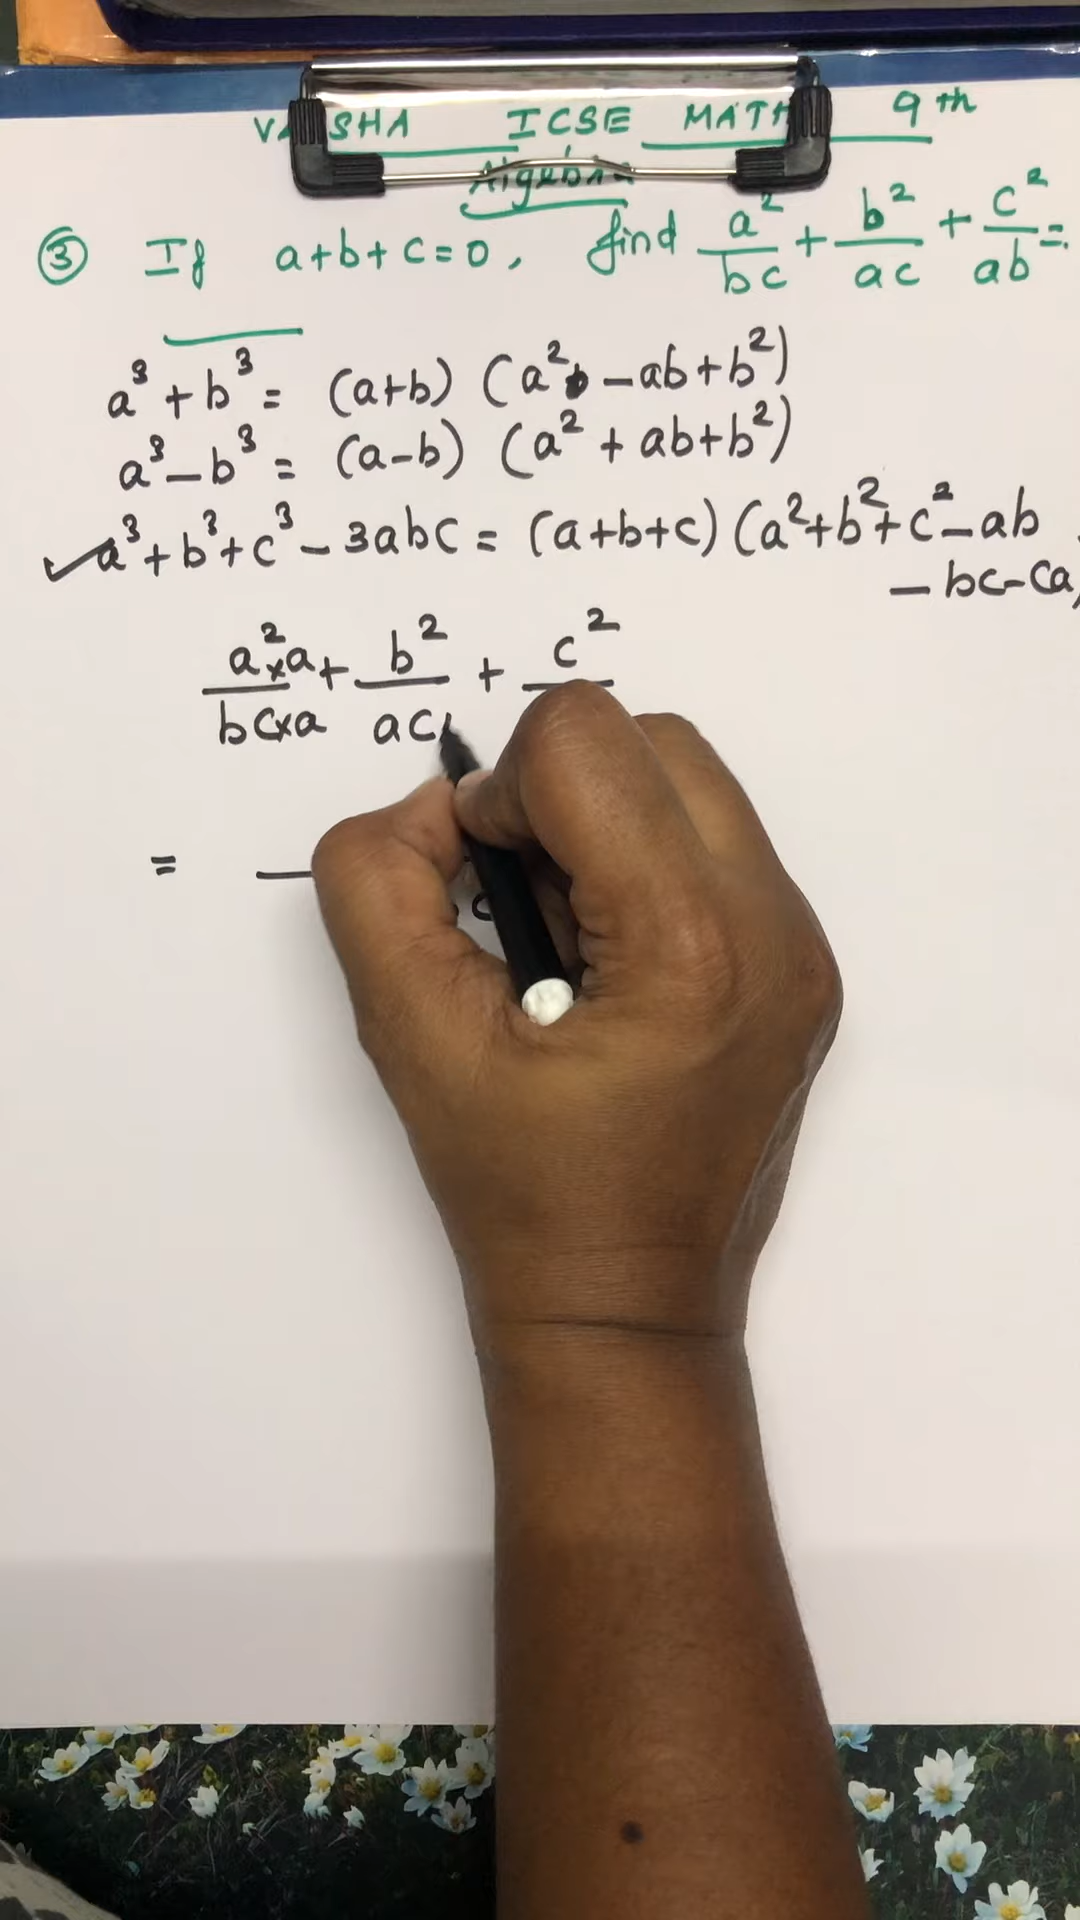 SHA ICSE MATH 9th
Algebra
③ If a+b+c=0, find a²/bc + b²/ac + c²/ab =
a³+b³ = (a+b) (a² -ab+b²)
a³-b³ = (a-b) (a² + ab+b²)
✓a³+b³+c³-3abc = (a+b+c) (a²+b²+c²-ab
-bc-ca)
a²×a/bc×a + b²/ac + c²
=